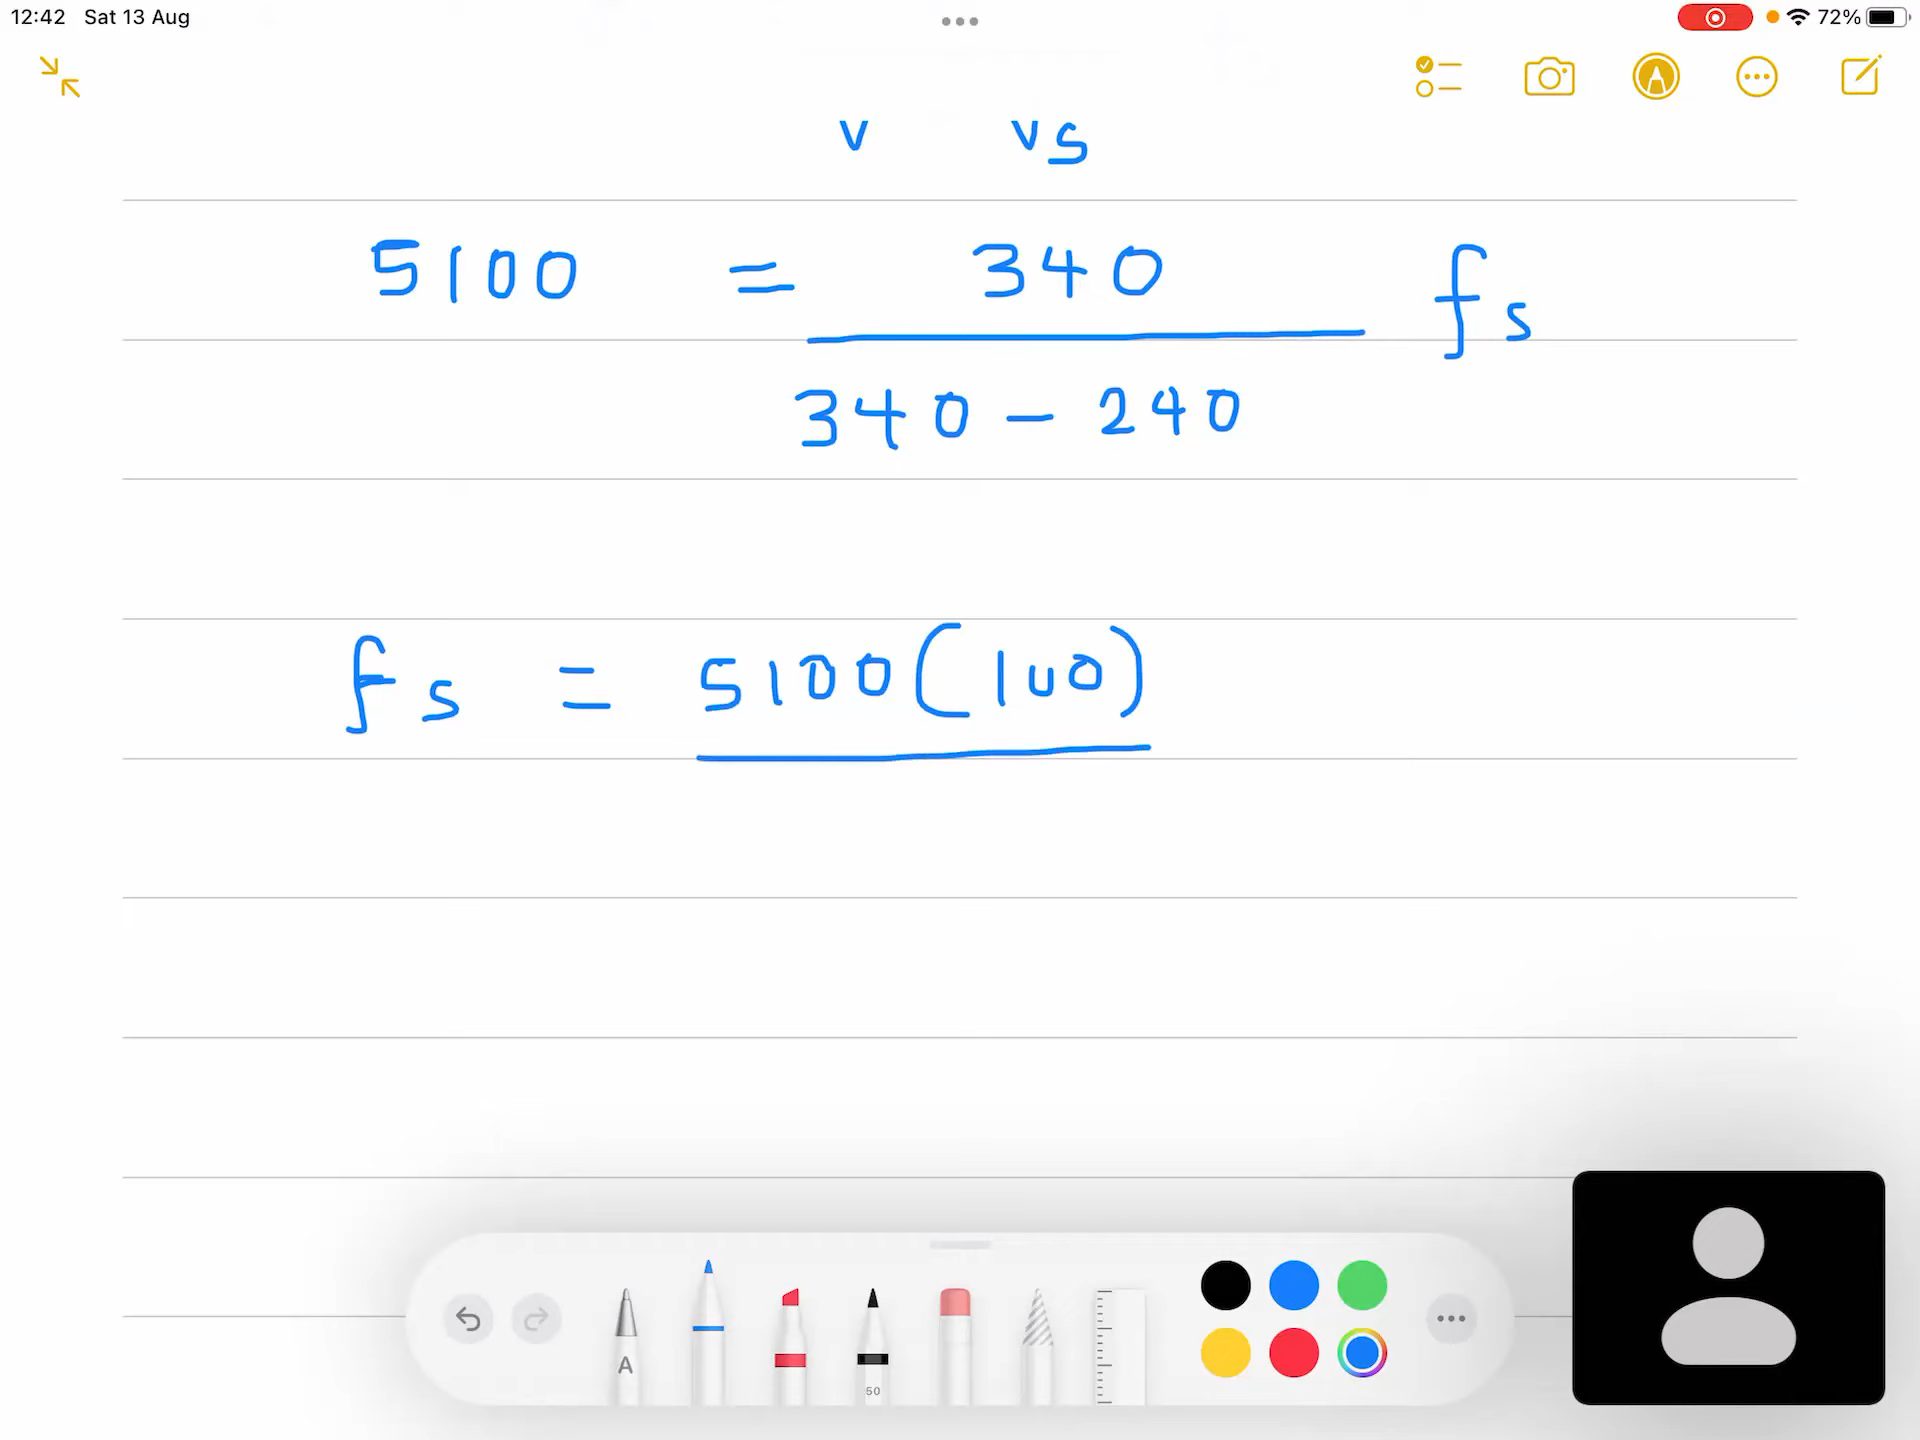 12:42 Sat 13 Aug 72%
v vs
5100 = 340 fs
340 - 240
fs = 5100(100)
A 50